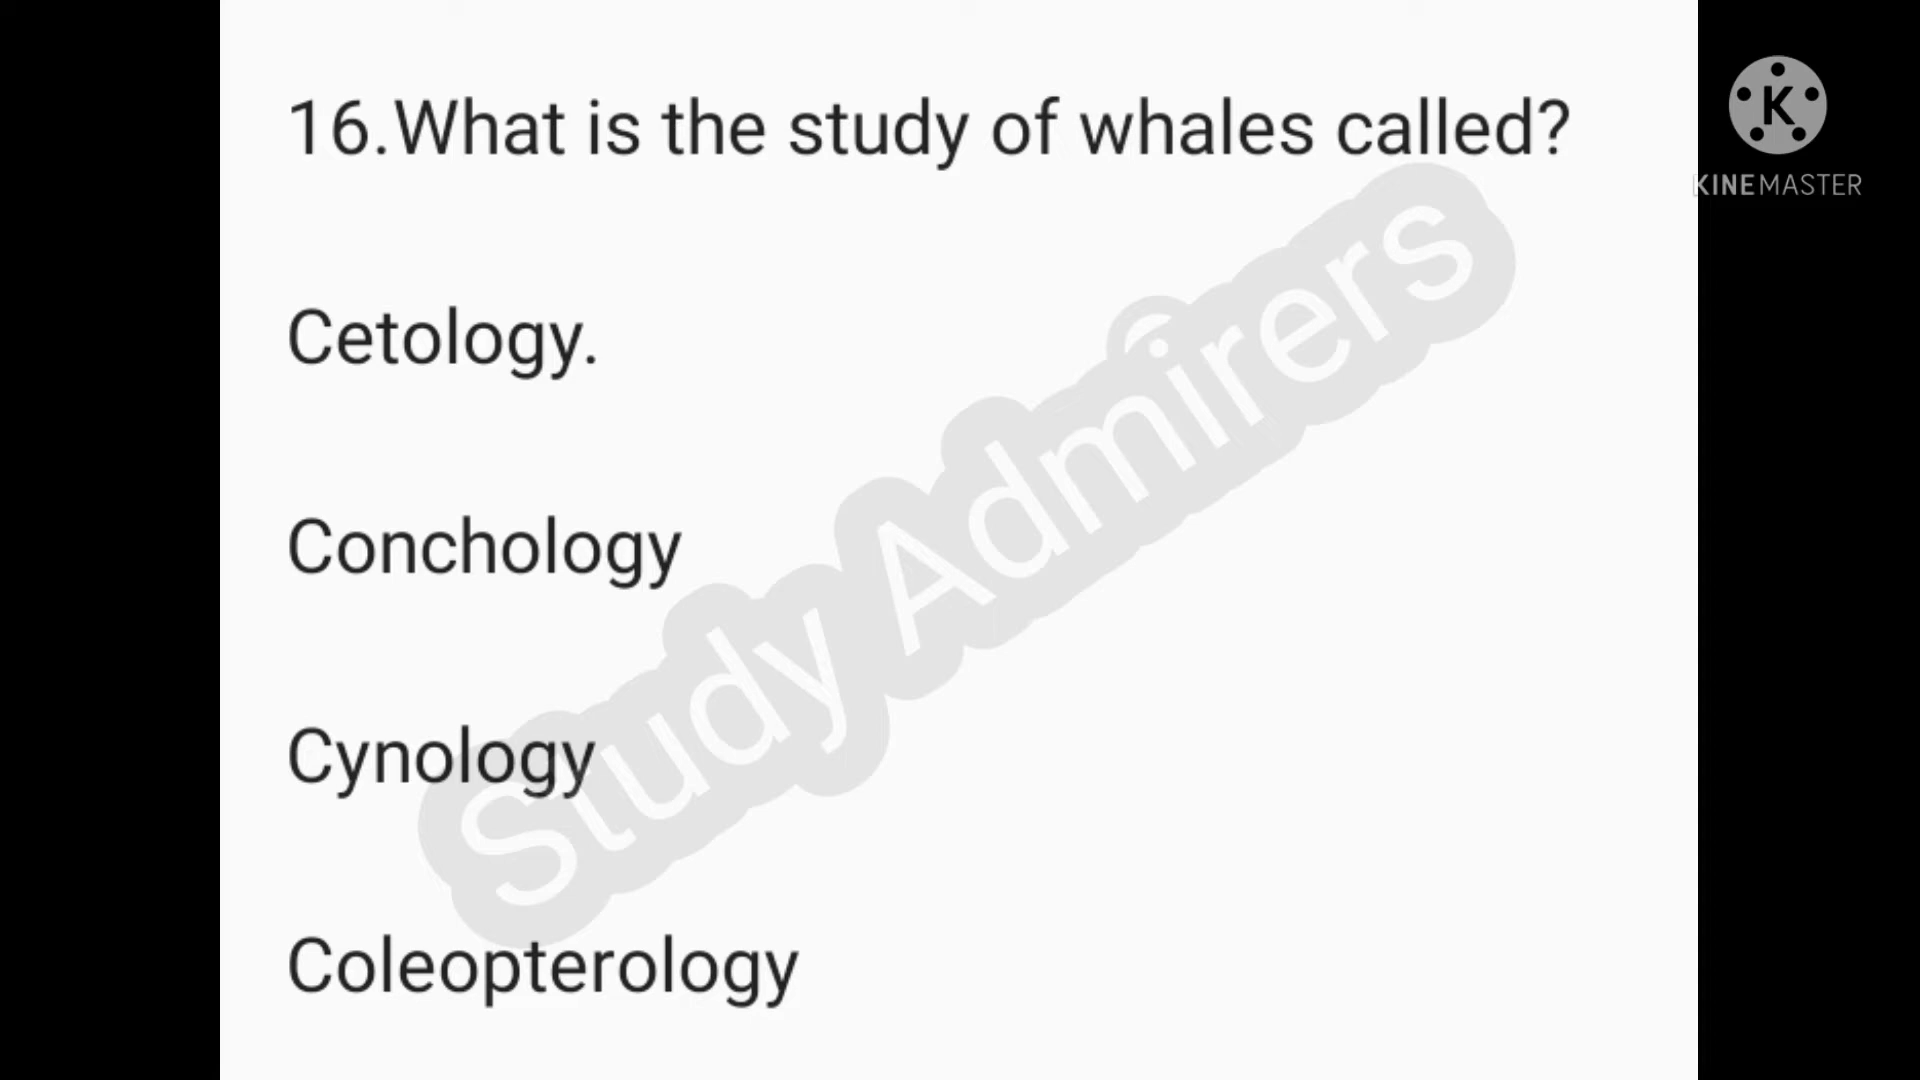 16.What is the study of whales called?
Cetology.
Conchology
Cynology
Coleopterology
Study Admirers
K
KINEMASTER